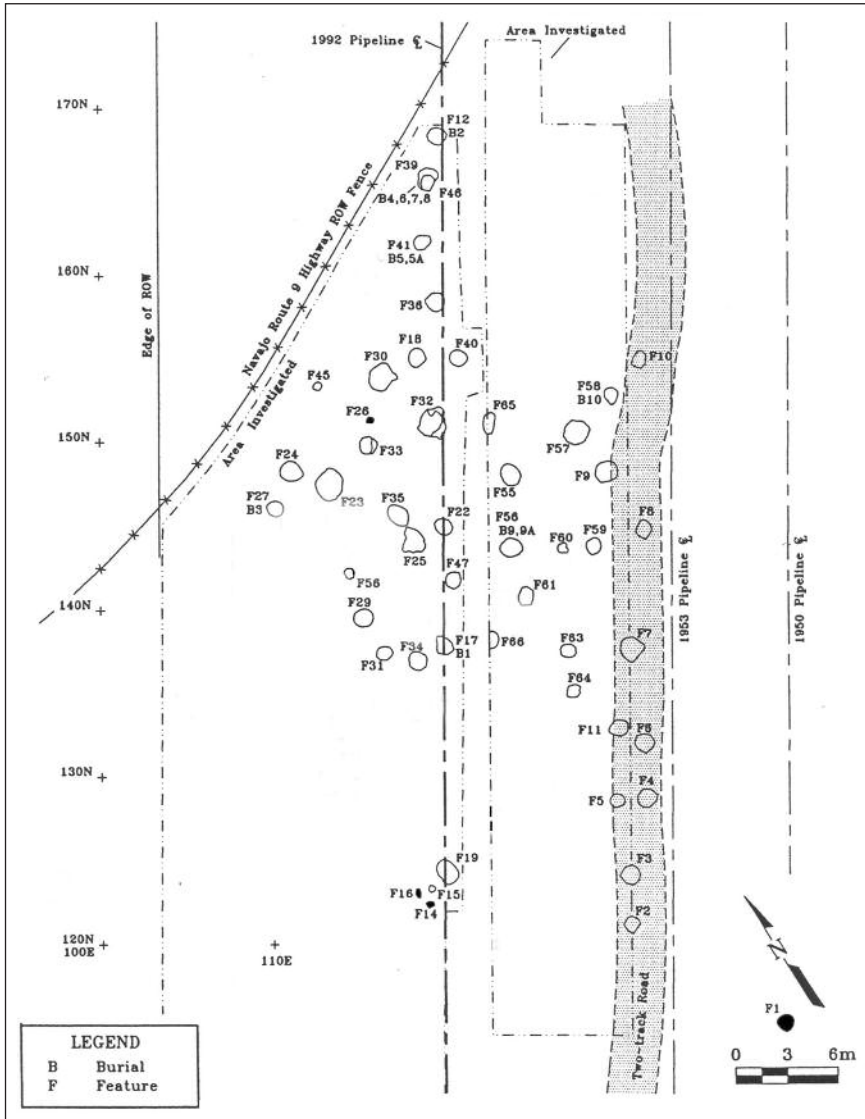 Area Investigated
1992 Pipeline ℄
170N
F12
B2
F39
F46
B4,6,7,8
Navajo Route 9 Highway ROW Fence
F41
B5,5A
160N
Edge of ROW
F36
F18
F40
F10
F30
F45
F58
B10
F32
F65
F26
150N
F57
F33
Area Investigated
F24
F9
F27
B3
F23
F55
F35
F22
F56
B9,9A
F8
F60
F59
F25
F47
F56
F61
1953 Pipeline ℄
1950 Pipeline ℄
140N
F29
F17
B1
F66
F63
F7
F34
F31
F64
F11
F6
130N
F4
F5
F19
F3
F16
F15
F14
F2
120N
100E
110E
N
Two-track Road
F1
LEGEND
B Burial
F Feature
0 3 6m